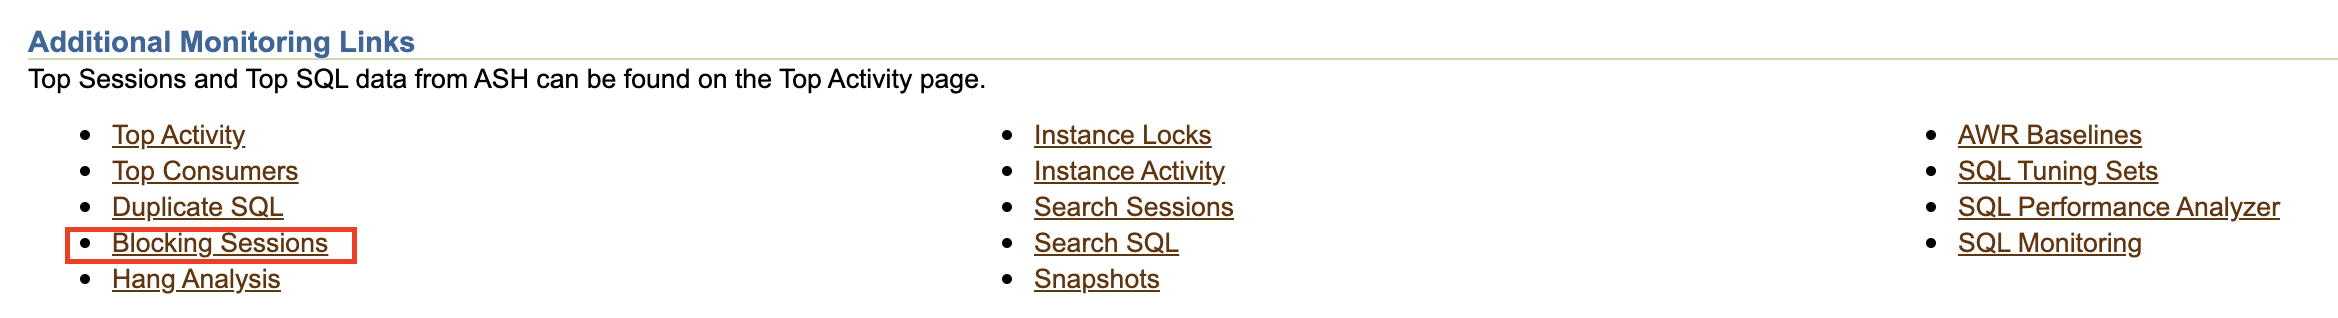 Additional Monitoring Links
Top Sessions and Top SQL data from ASH can be found on the Top Activity page.
Top Activity
Top Consumers
Duplicate SQL
Blocking Sessions
Hang Analysis
Instance Locks
Instance Activity
Search Sessions
Search SQL
Snapshots
AWR Baselines
SQL Tuning Sets
SQL Performance Analyzer
SQL Monitoring